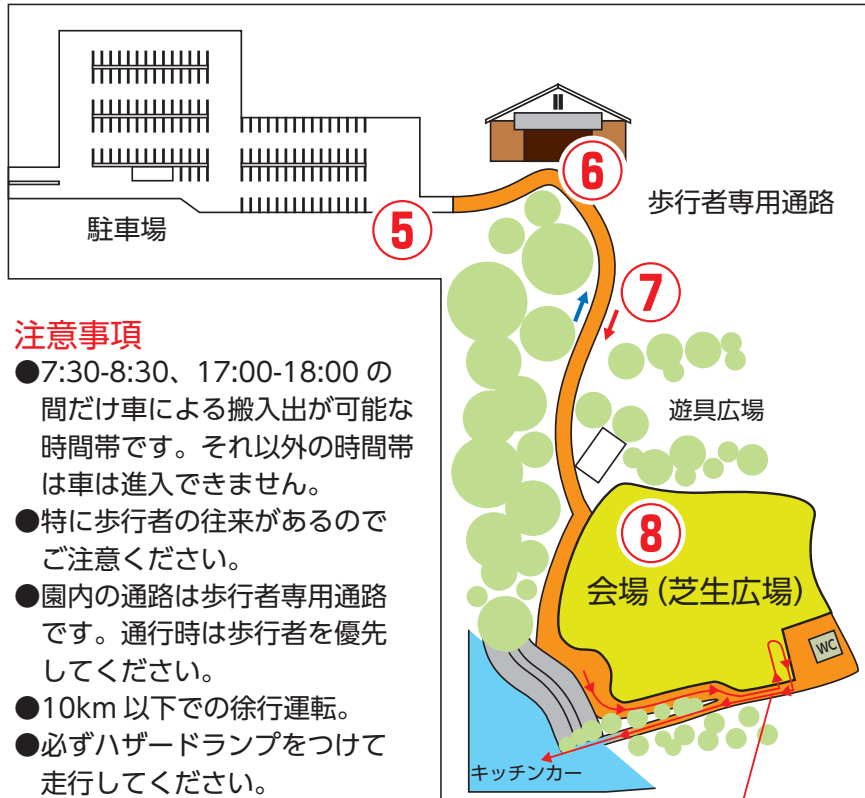 ⑥
歩行者専用通路
⑤
駐車場
⑦
注意事項
●7:30-8:30、17:00-18:00 の
間だけ車による搬入出が可能な
時間帯です。それ以外の時間帯
は車は進入できません。
●特に歩行者の往来があるので
ご注意ください。
●園内の通路は歩行者専用通路
です。通行時は歩行者を優先
してください。
●10km 以下での徐行運転。
●必ずハザードランプをつけて
走行してください。
遊具広場
⑧
会場 (芝生広場)
WC
キッチンカー